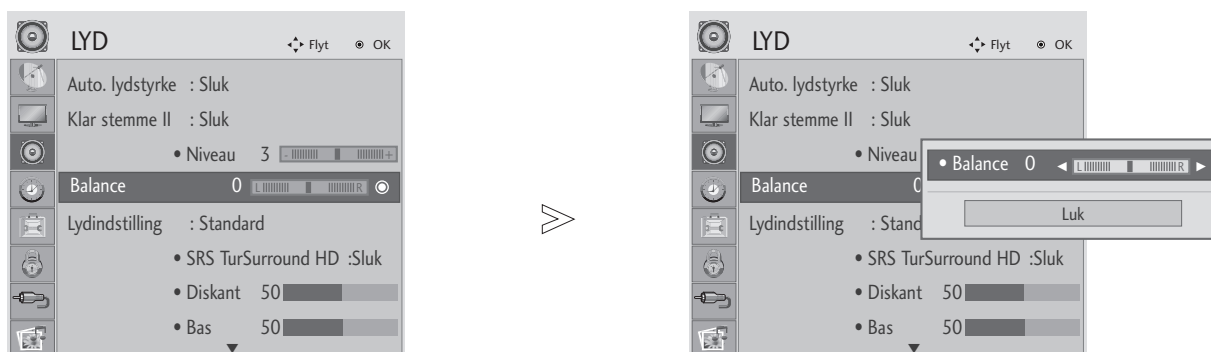 LYD
Flyt OK
Auto. lydstyrke : Sluk
Klar stemme II : Sluk
• Niveau 3 - +
Balance 0 L R
Lydindstilling : Standard
• SRS TurSurround HD :Sluk
• Diskant 50
• Bas 50
LYD
Flyt OK
Auto. lydstyrke : Sluk
Klar stemme II : Sluk
• Niveau
Balance 0
Lydindstilling : Stand
• SRS TurSurround HD :Sluk
• Diskant 50
• Bas 50
• Balance 0 L R
Luk